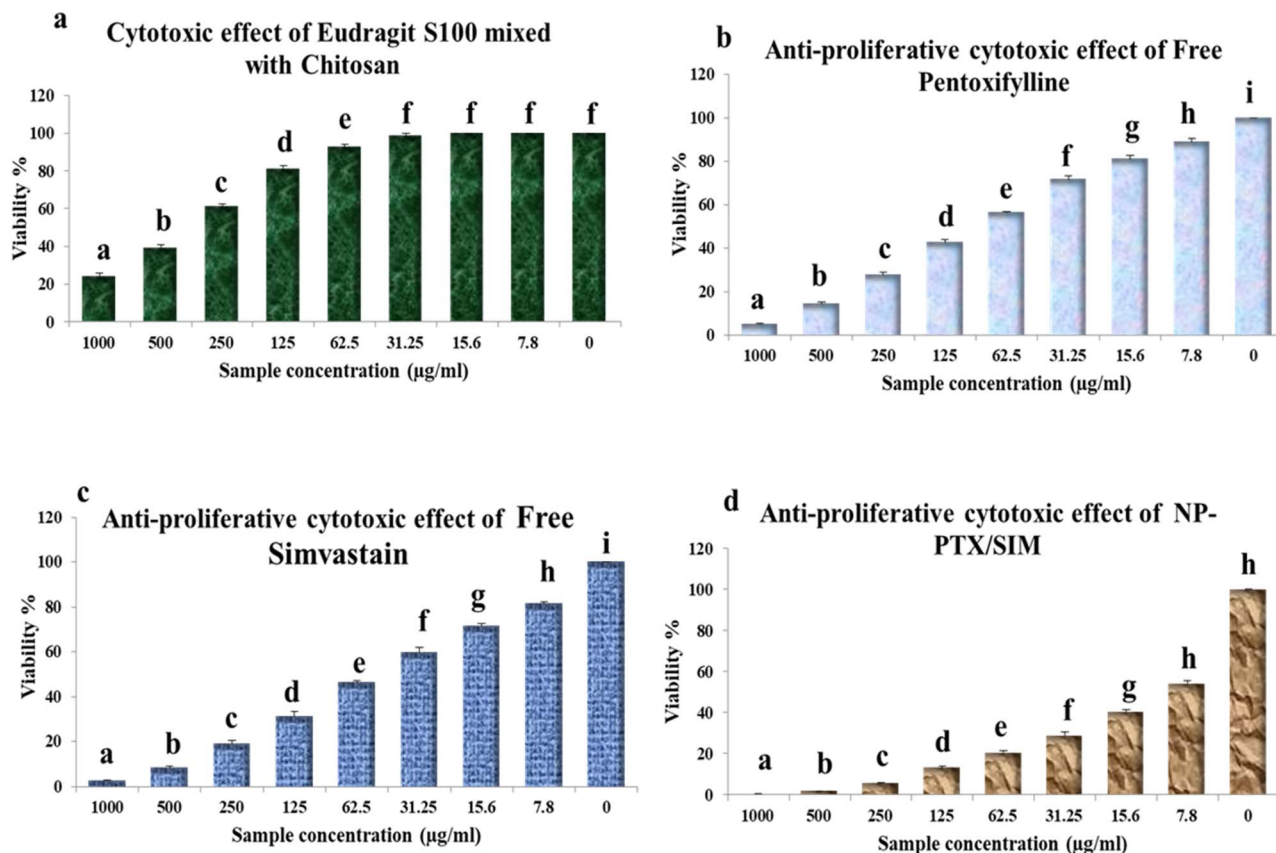 a
Cytotoxic effect of Eudragit S100 mixed
with Chitosan
120
100
80
60
40
20
0
Viability %
a
b
c
d
e
f
f
f
f
1000 500 250 125 62.5 31.25 15.6 7.8 0
Sample concentration (µg/ml)
b
Anti-proliferative cytotoxic effect of Free
Pentoxifylline
120
100
80
60
40
20
0
Viability %
a
b
c
d
e
f
g
h
i
1000 500 250 125 62.5 31.25 15.6 7.8 0
Sample concentration (µg/ml)
c
Anti-proliferative cytotoxic effect of Free
Simvastain
120
100
80
60
40
20
0
Viability %
a
b
c
d
e
f
g
h
i
1000 500 250 125 62.5 31.25 15.6 7.8 0
Sample concentration (µg/ml)
d
Anti-proliferative cytotoxic effect of NP-
PTX/SIM
120
100
80
60
40
20
0
Viability %
a
b
c
d
e
f
g
h
h
1000 500 250 125 62.5 31.25 15.6 7.8 0
Sample concentration (µg/ml)